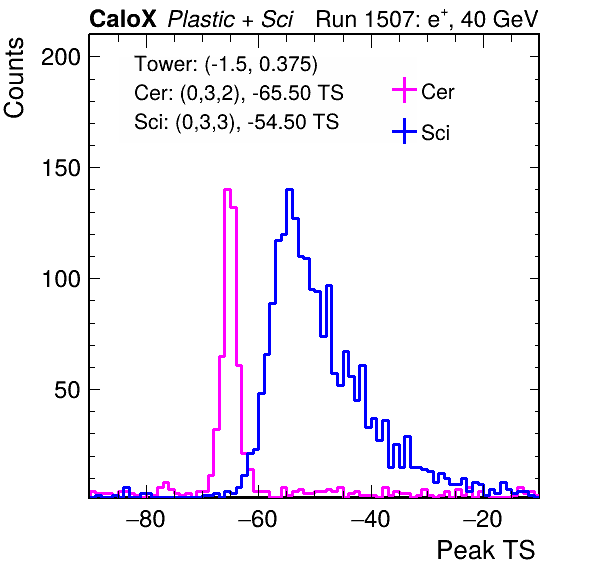 CaloX Plastic + Sci Run 1507: e+, 40 GeV
Counts
200
150
100
50
Tower: (-1.5, 0.375)
Cer: (0,3,2), -65.50 TS
Sci: (0,3,3), -54.50 TS
Cer
Sci
−80 −60 −40 −20
Peak TS